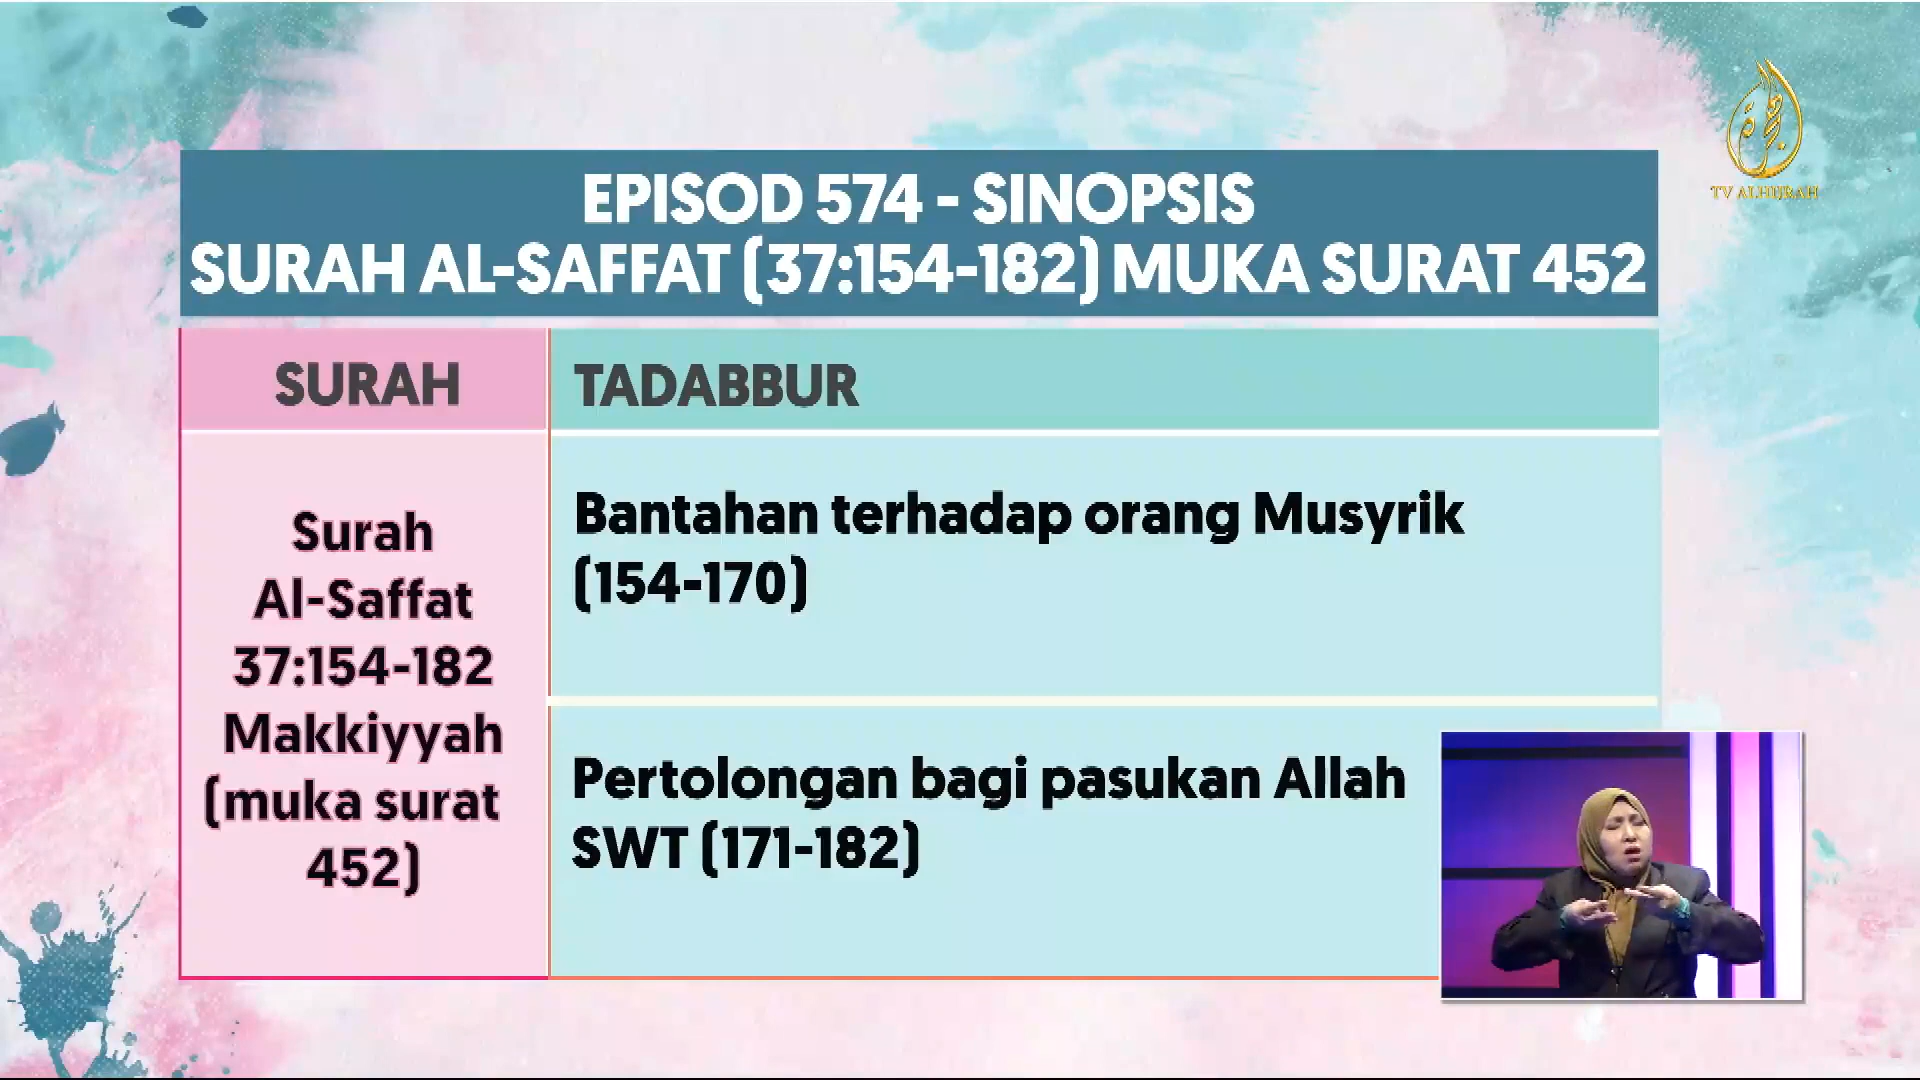 هجرة
TV ALHIJRAH
EPISOD 574 - SINOPSIS
SURAH AL-SAFFAT (37:154-182) MUKA SURAT 452
SURAH
TADABBUR
Surah
Al-Saffat
37:154-182
Makkiyyah
(muka surat
452)
Bantahan terhadap orang Musyrik
(154-170)
Pertolongan bagi pasukan Allah
SWT (171-182)